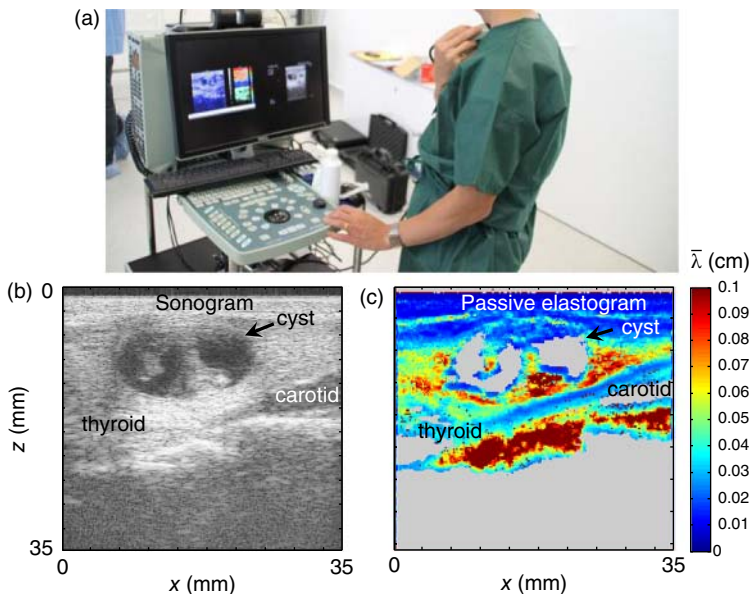 (a)
λ̅ (cm)
(b)
0
Sonogram
cyst
carotid
thyroid
z (mm)
35
0
35
x (mm)
(c)
Passive elastogram
cyst
carotid
thyroid
0
35
x (mm)
0.1
0.09
0.08
0.07
0.06
0.05
0.04
0.03
0.02
0.01
0